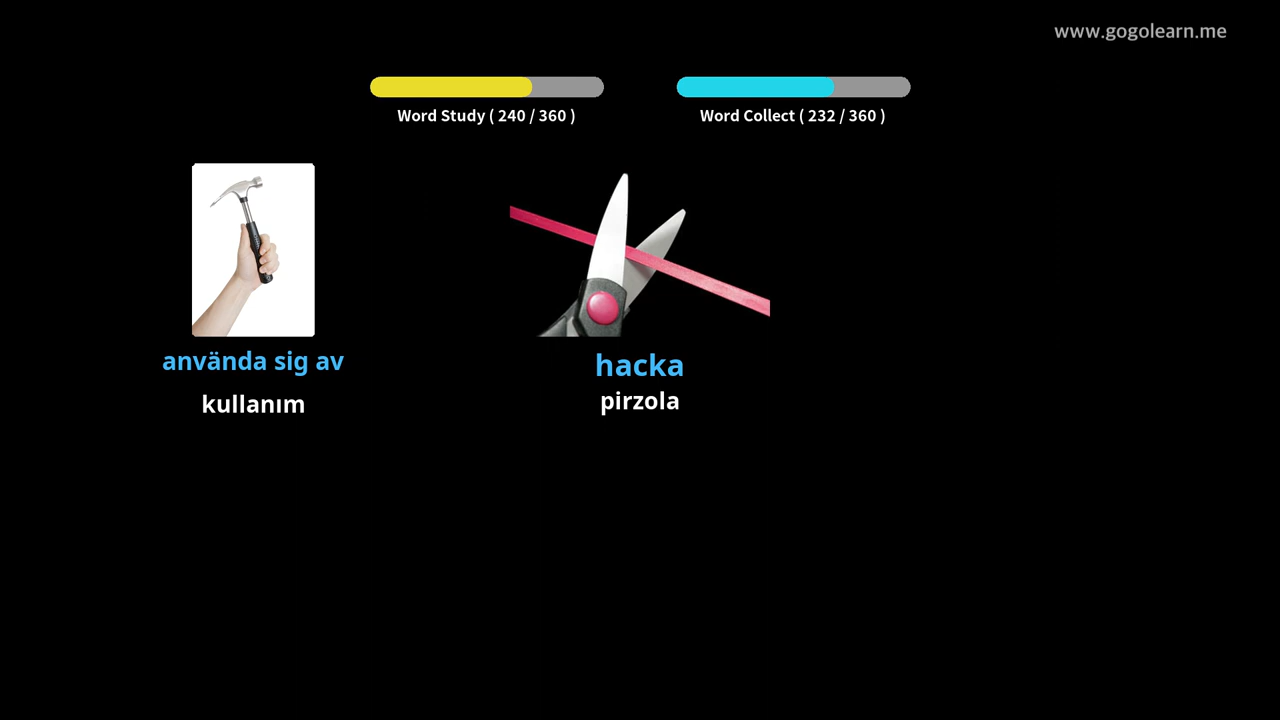 www.gogolearn.me
Word Study ( 240 / 360 )
Word Collect ( 232 / 360 )
använda sig av
kullanım
hacka
pirzola